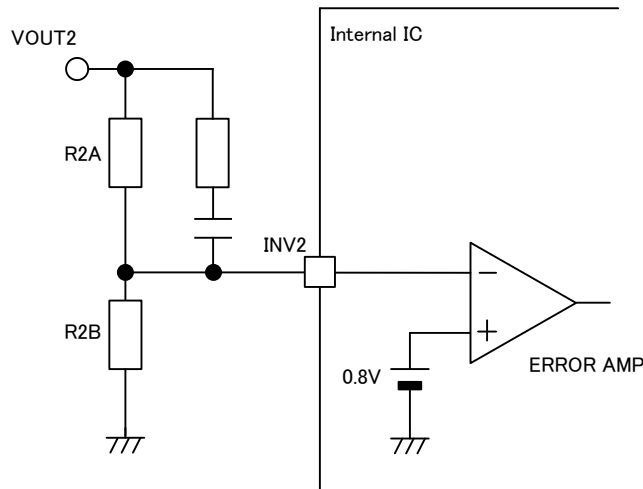 Internal IC
VOUT2
R2A
INV2
−
R2B
+
0.8V
ERROR AMP